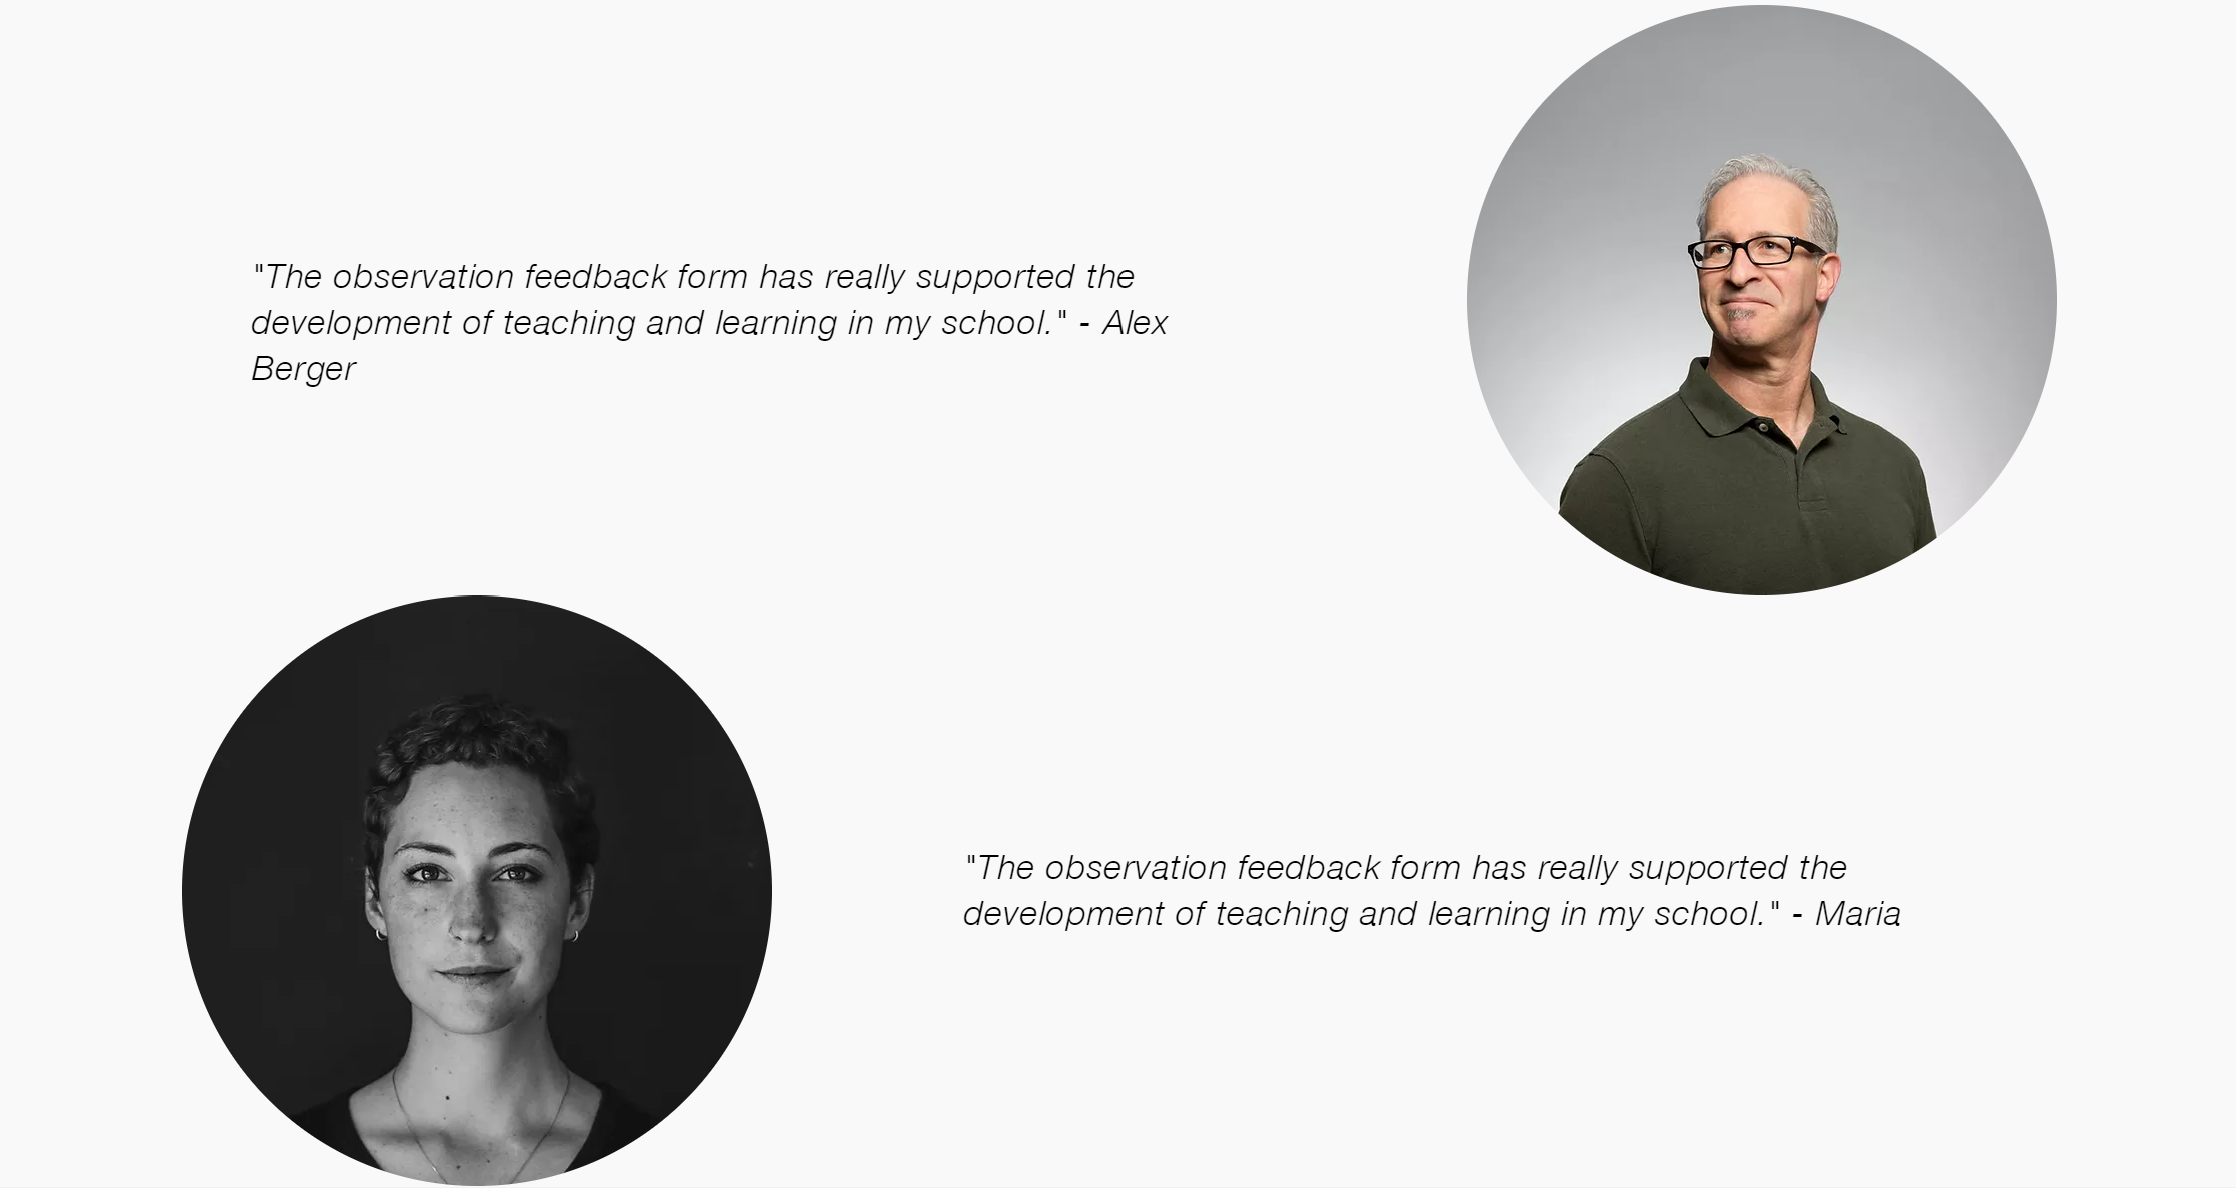 "The observation feedback form has really supported the
development of teaching and learning in my school." - Alex
Berger
"The observation feedback form has really supported the
development of teaching and learning in my school." - Maria